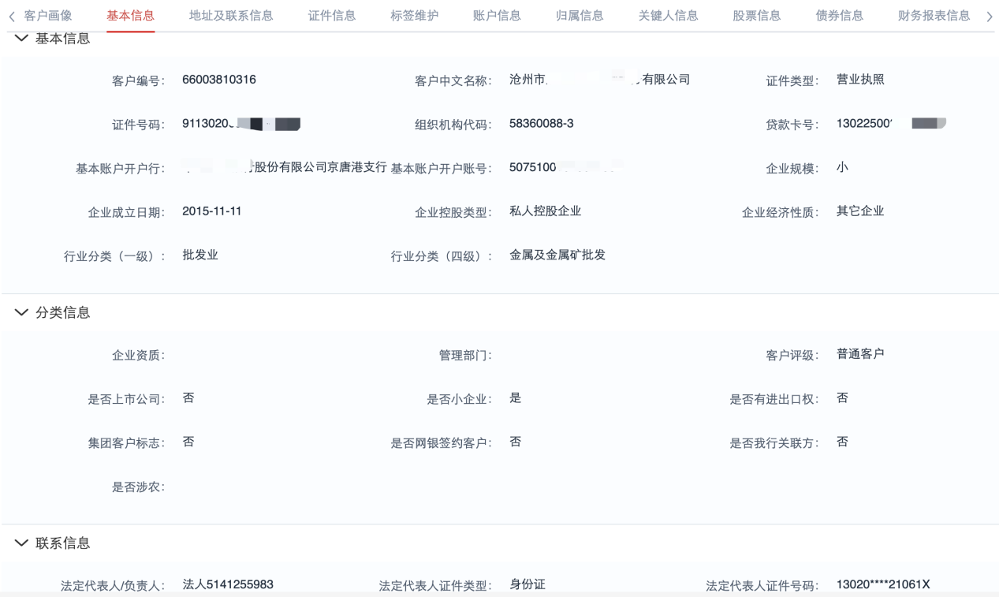 客户画像 基本信息 地址及联系信息 证件信息 标签维护 账户信息 归属信息 关键人信息 股票信息 债券信息 财务报表信息
基本信息
客户编号: 66003810316 客户中文名称: 沧州市 有限公司 证件类型: 营业执照
证件号码: 9113020 组织机构代码: 58360088-3 贷款卡号: 13022500
基本账户开户行: 股份有限公司京唐港支行 基本账户开户账号: 5075100 企业规模: 小
企业成立日期: 2015-11-11 企业控股类型: 私人控股企业 企业经济性质: 其它企业
行业分类（一级）: 批发业 行业分类（四级）: 金属及金属矿批发
分类信息
企业资质: 管理部门: 客户评级: 普通客户
是否上市公司: 否 是否小企业: 是 是否有进出口权: 否
集团客户标志: 否 是否网银签约客户: 否 是否我行关联方: 否
是否涉农:
联系信息
法定代表人/负责人: 法人5141255983 法定代表人证件类型: 身份证 法定代表人证件号码: 13020****21061X